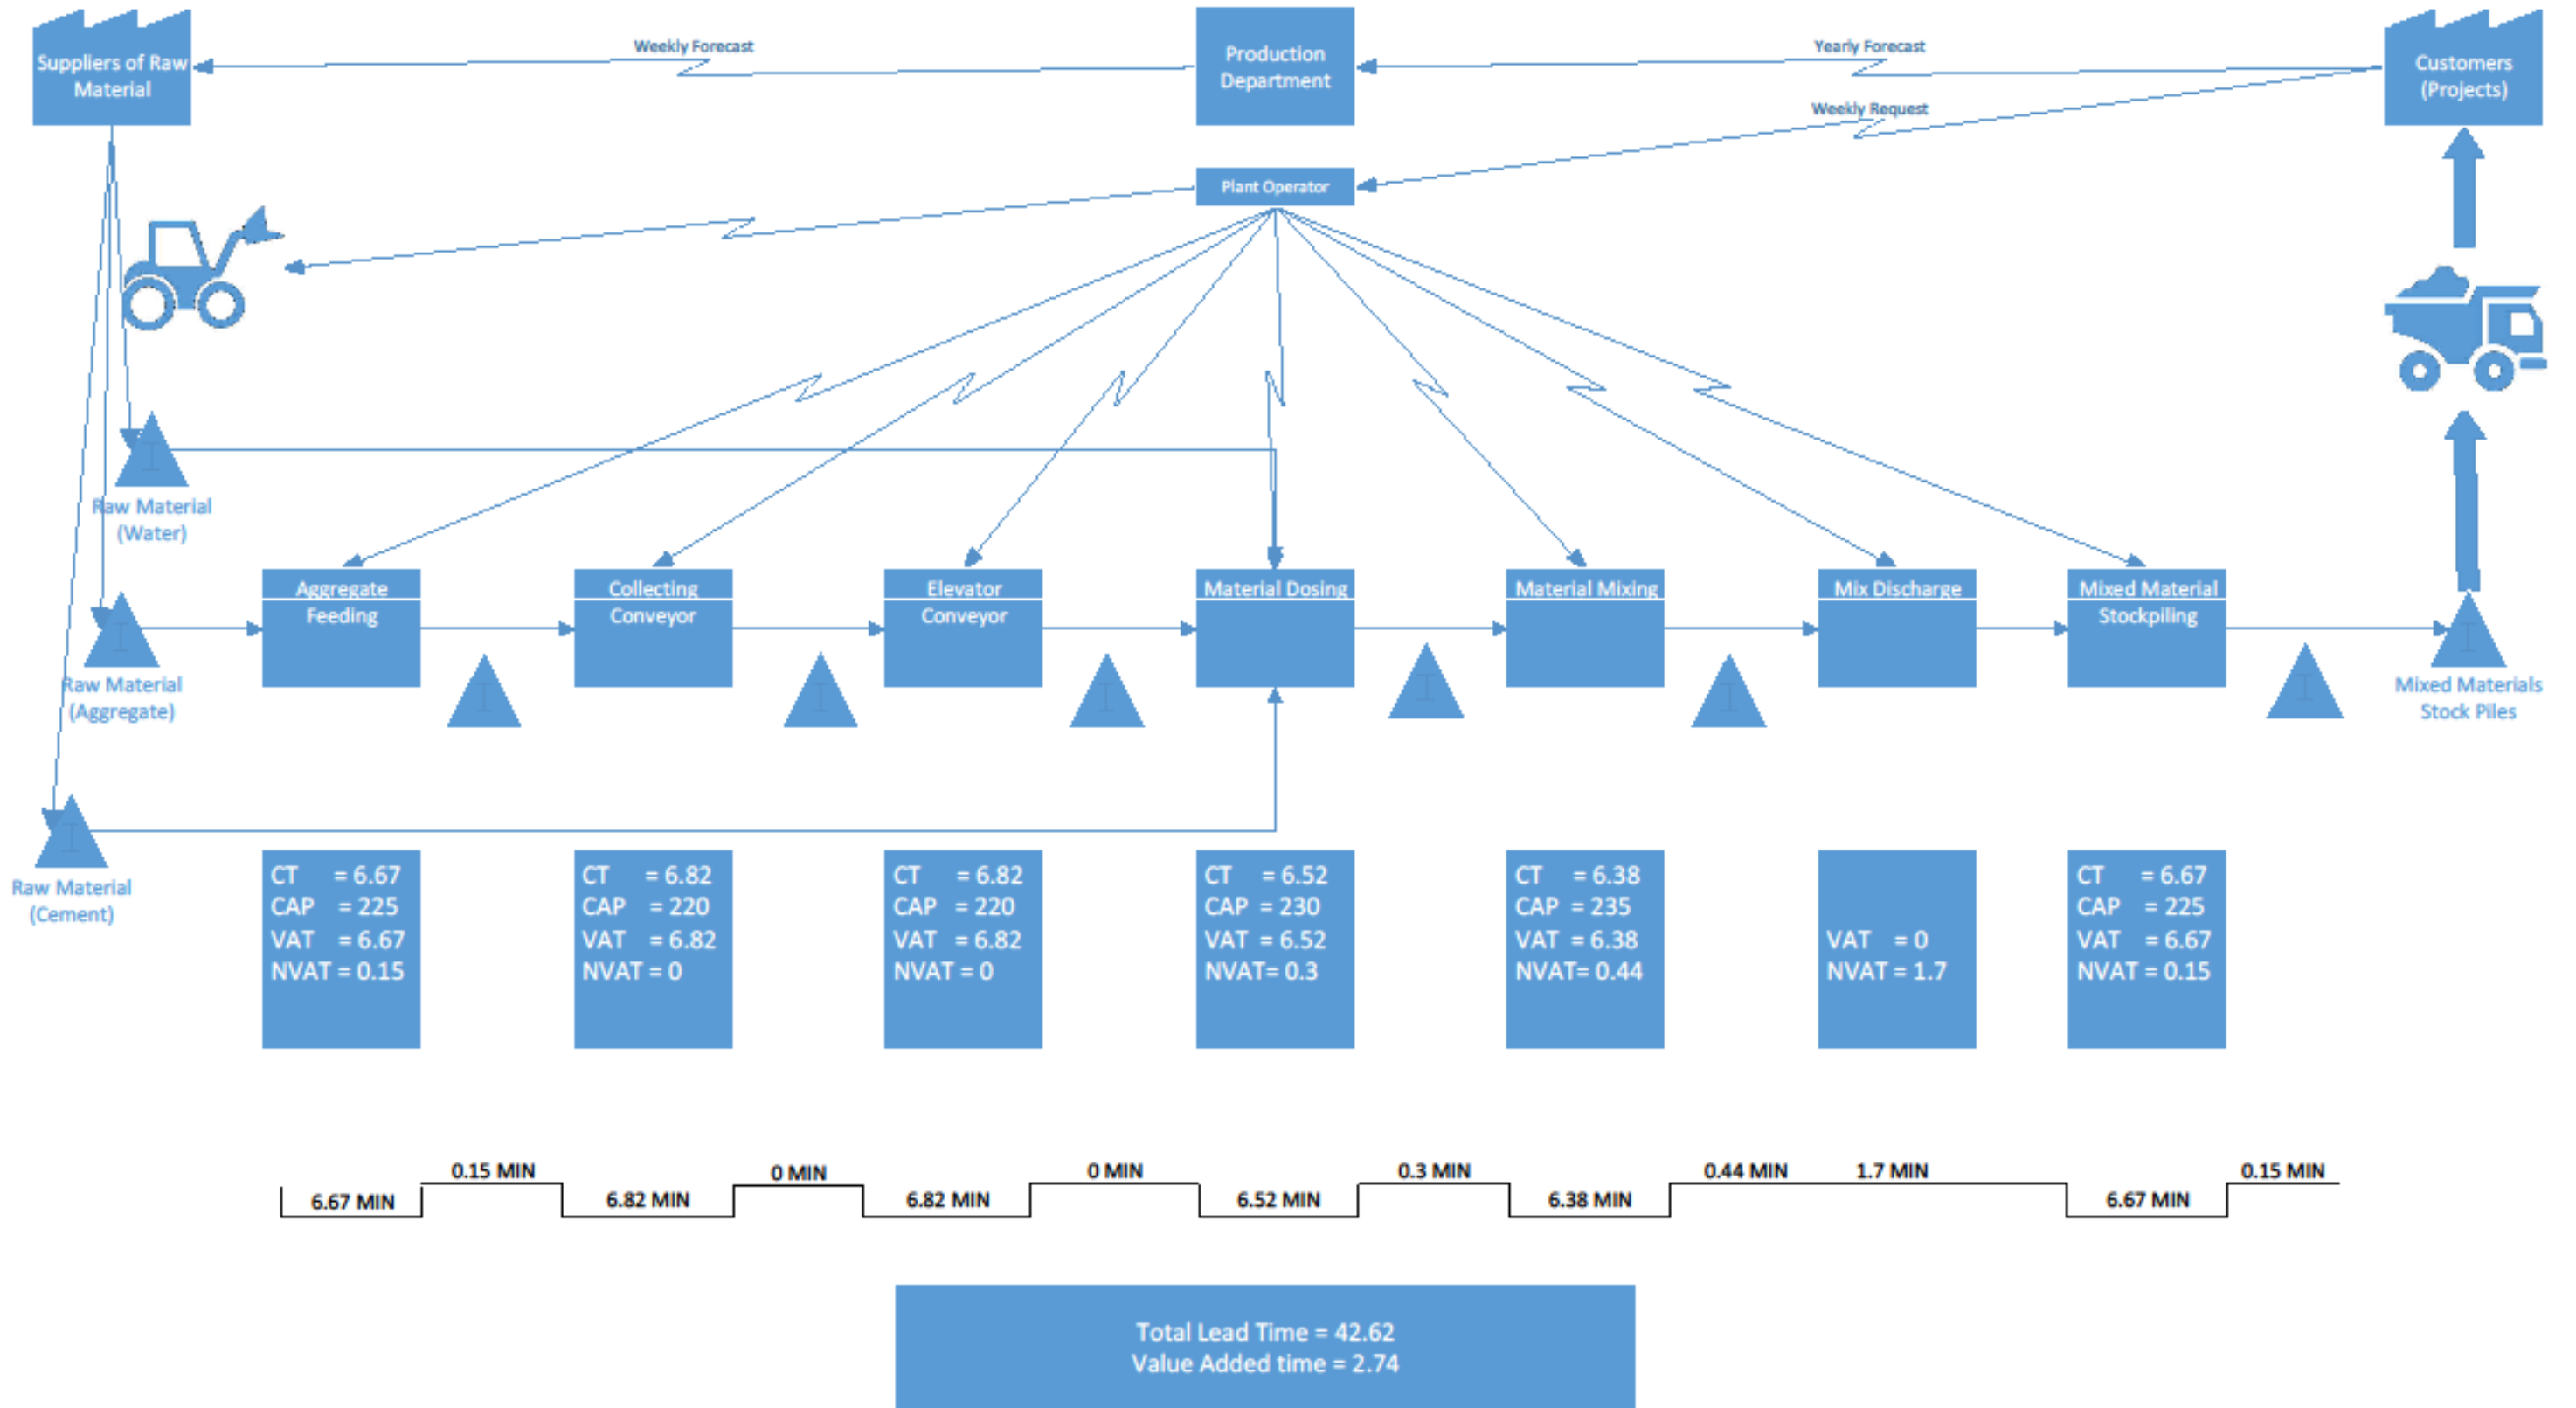 Suppliers of Raw
Material
Weekly Forecast
Production
Department
Yearly Forecast
Customers
(Projects)
Weekly Request
Plant Operator
I
Raw Material
(Water)
Aggregate
Feeding
Collecting
Conveyor
Elevator
Conveyor
Material Dosing
Material Mixing
Mix Discharge
Mixed Material
Stockpiling
I
Raw Material
(Aggregate)
I
I
I
I
I
I
I
Mixed Materials
Stock Piles
I
Raw Material
(Cement)
CT = 6.67
CAP = 225
VAT = 6.67
NVAT = 0.15
CT = 6.82
CAP = 220
VAT = 6.82
NVAT = 0
CT = 6.82
CAP = 220
VAT = 6.82
NVAT = 0
CT = 6.52
CAP = 230
VAT = 6.52
NVAT= 0.3
CT = 6.38
CAP = 235
VAT = 6.38
NVAT= 0.44
VAT = 0
NVAT = 1.7
CT = 6.67
CAP = 225
VAT = 6.67
NVAT = 0.15
6.67 MIN
0.15 MIN
6.82 MIN
0 MIN
6.82 MIN
0 MIN
6.52 MIN
0.3 MIN
6.38 MIN
0.44 MIN
1.7 MIN
6.67 MIN
0.15 MIN
Total Lead Time = 42.62
Value Added time = 2.74